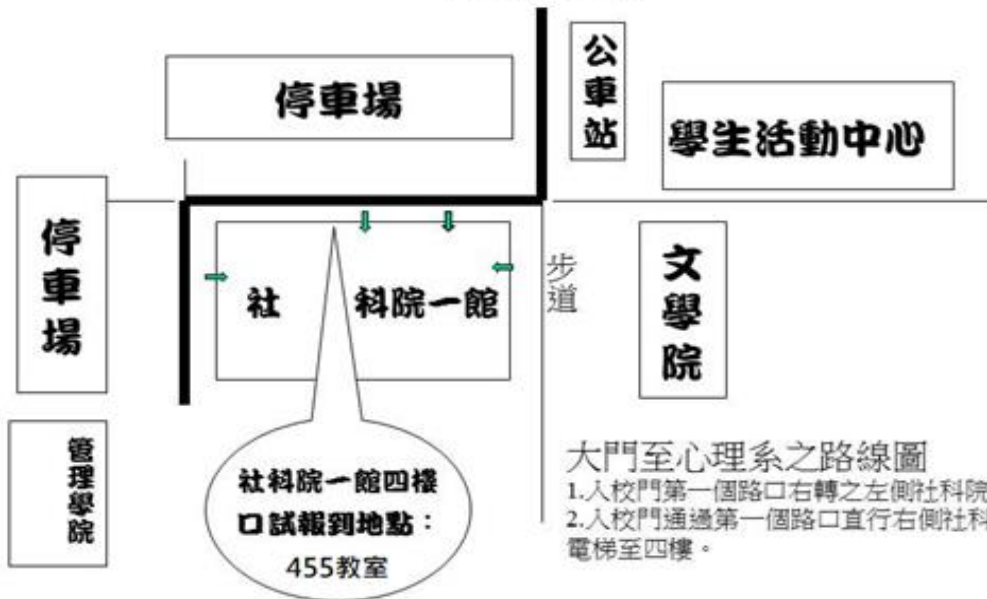 公車站
停車場
學生活動中心
停車場
社 科院一館
步道
文學院
管理學院
社科院一館四樓
口試報到地點：
455教室
大門至心理系之路線圖
1.入校門第一個路口右轉之左側社科院
2.入校門通過第一個路口直行右側社科
電梯至四樓。